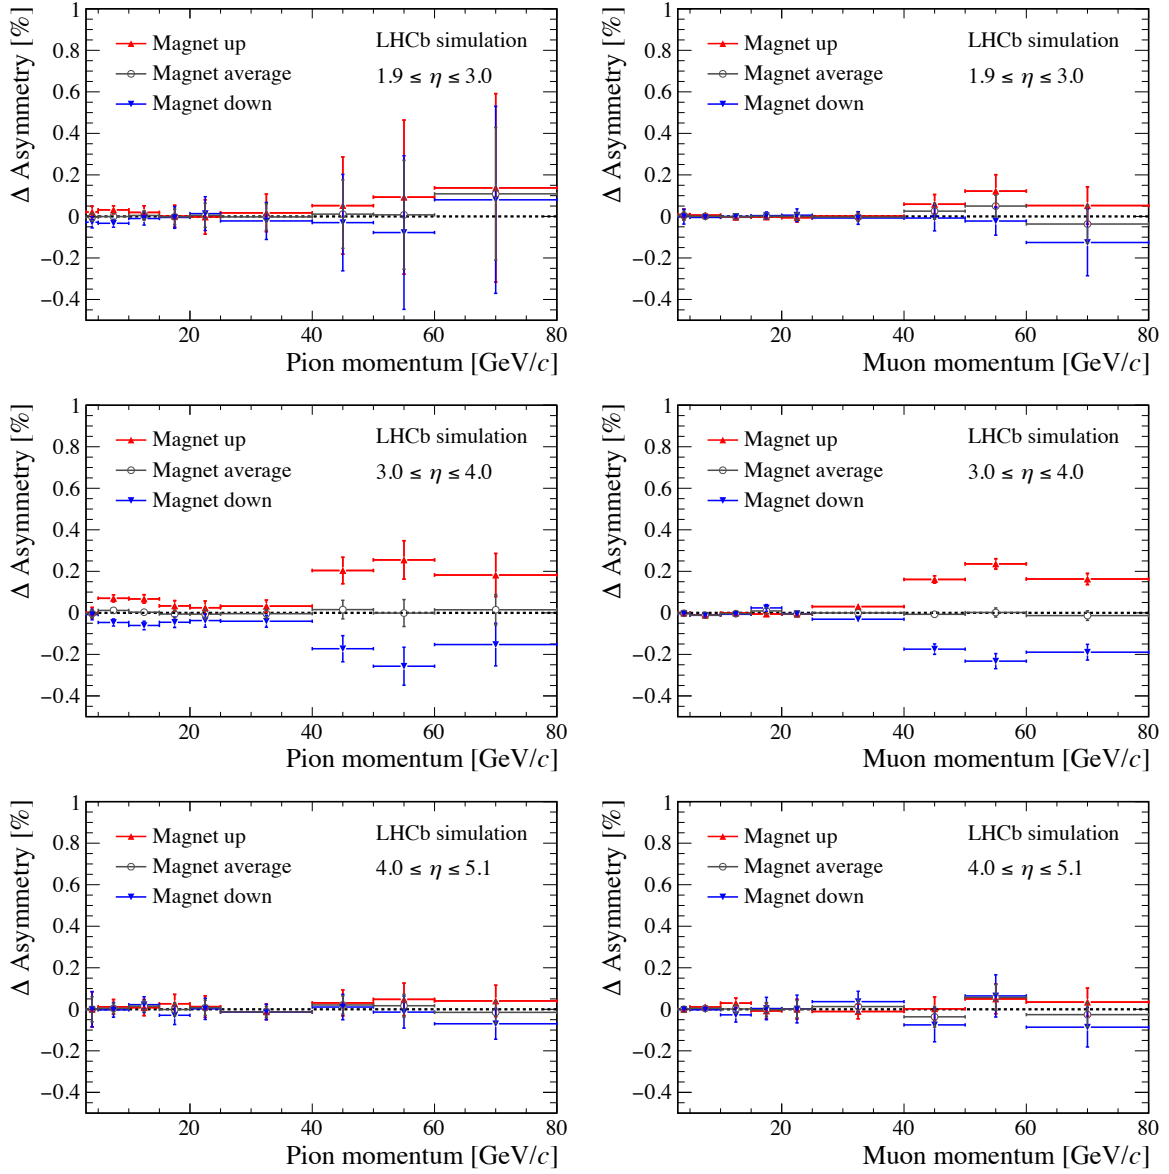 Δ Asymmetry [%]
1
0.8
0.6
0.4
0.2
0
−0.2
−0.4
Magnet up
Magnet average
Magnet down
LHCb simulation
1.9 ≤ η ≤ 3.0
20 40 60 80
Pion momentum [GeV/c]
Δ Asymmetry [%]
1
0.8
0.6
0.4
0.2
0
−0.2
−0.4
Magnet up
Magnet average
Magnet down
LHCb simulation
1.9 ≤ η ≤ 3.0
20 40 60 80
Muon momentum [GeV/c]
Δ Asymmetry [%]
1
0.8
0.6
0.4
0.2
0
−0.2
−0.4
Magnet up
Magnet average
Magnet down
LHCb simulation
3.0 ≤ η ≤ 4.0
20 40 60 80
Pion momentum [GeV/c]
Δ Asymmetry [%]
1
0.8
0.6
0.4
0.2
0
−0.2
−0.4
Magnet up
Magnet average
Magnet down
LHCb simulation
3.0 ≤ η ≤ 4.0
20 40 60 80
Muon momentum [GeV/c]
Δ Asymmetry [%]
1
0.8
0.6
0.4
0.2
0
−0.2
−0.4
Magnet up
Magnet average
Magnet down
LHCb simulation
4.0 ≤ η ≤ 5.1
20 40 60 80
Pion momentum [GeV/c]
Δ Asymmetry [%]
1
0.8
0.6
0.4
0.2
0
−0.2
−0.4
Magnet up
Magnet average
Magnet down
LHCb simulation
4.0 ≤ η ≤ 5.1
20 40 60 80
Muon momentum [GeV/c]